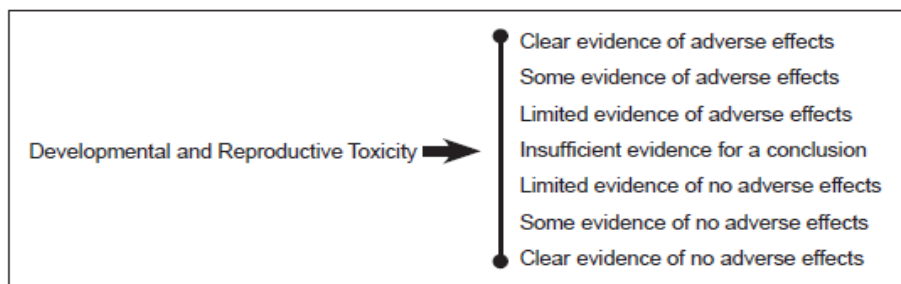 Clear evidence of adverse effects
Some evidence of adverse effects
Limited evidence of adverse effects
Developmental and Reproductive Toxicity
Insufficient evidence for a conclusion
Limited evidence of no adverse effects
Some evidence of no adverse effects
Clear evidence of no adverse effects